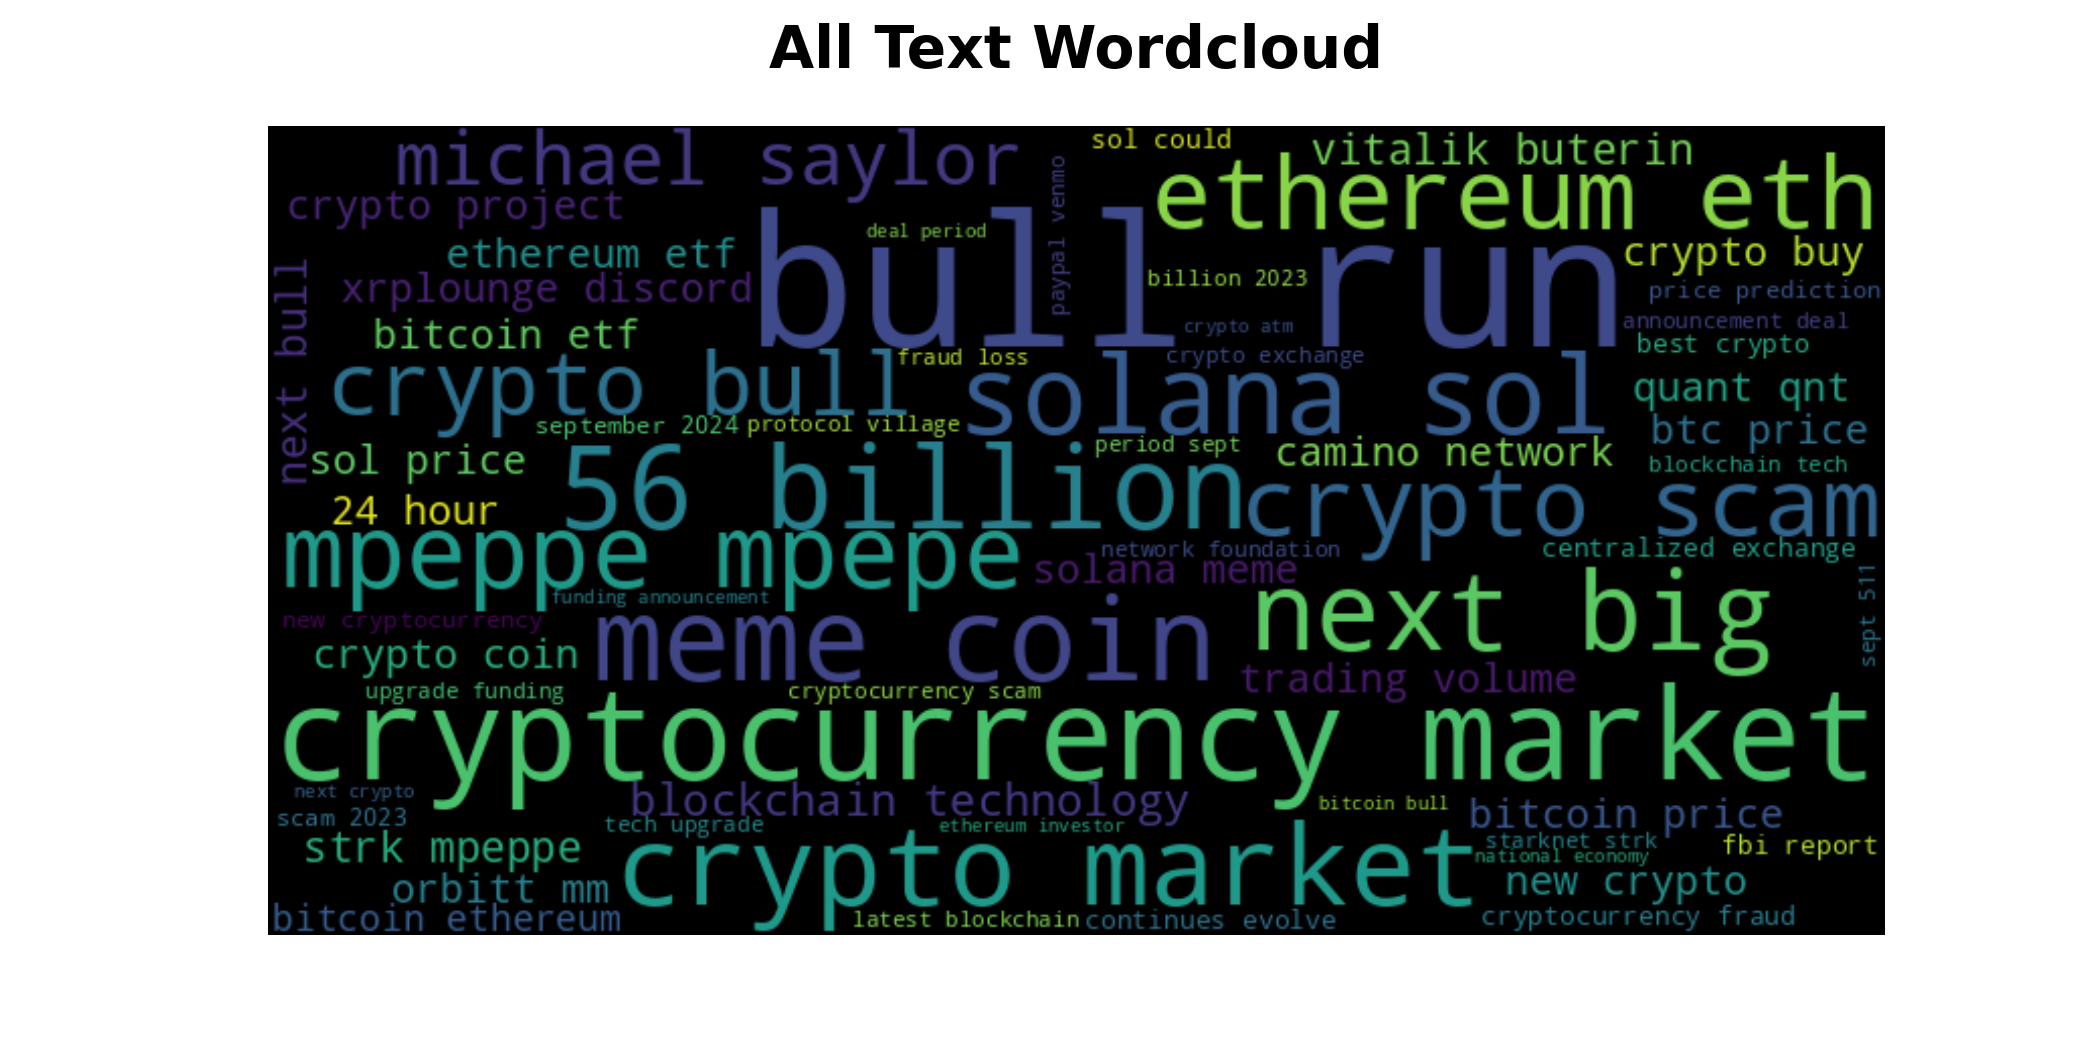 All Text Wordcloud
michael saylor
sol could
vitalik buterin
ethereum eth
crypto project
paypal venmo
deal period
bull run
ethereum etf
crypto buy
next bull
xrplounge discord
billion 2023
price prediction
crypto atm
announcement deal
bitcoin etf
best crypto
fraud loss
crypto exchange
crypto bull
solana sol
quant qnt
september 2024
protocol village
btc price
period sept
camino network
sol price
blockchain tech
56 billion
24 hour
crypto scam
mpeppe mpepe
network foundation
centralized exchange
solana meme
funding announcement
sept 511
new cryptocurrency
next big
meme coin
crypto coin
trading volume
upgrade funding
cryptocurrency scam
cryptocurrency market
next crypto
blockchain technology
bitcoin bull
bitcoin price
scam 2023
tech upgrade
ethereum investor
starknet strk
fbi report
strk mpeppe
national economy
crypto market
orbitt mm
new crypto
bitcoin ethereum
latest blockchain
continues evolve
cryptocurrency fraud